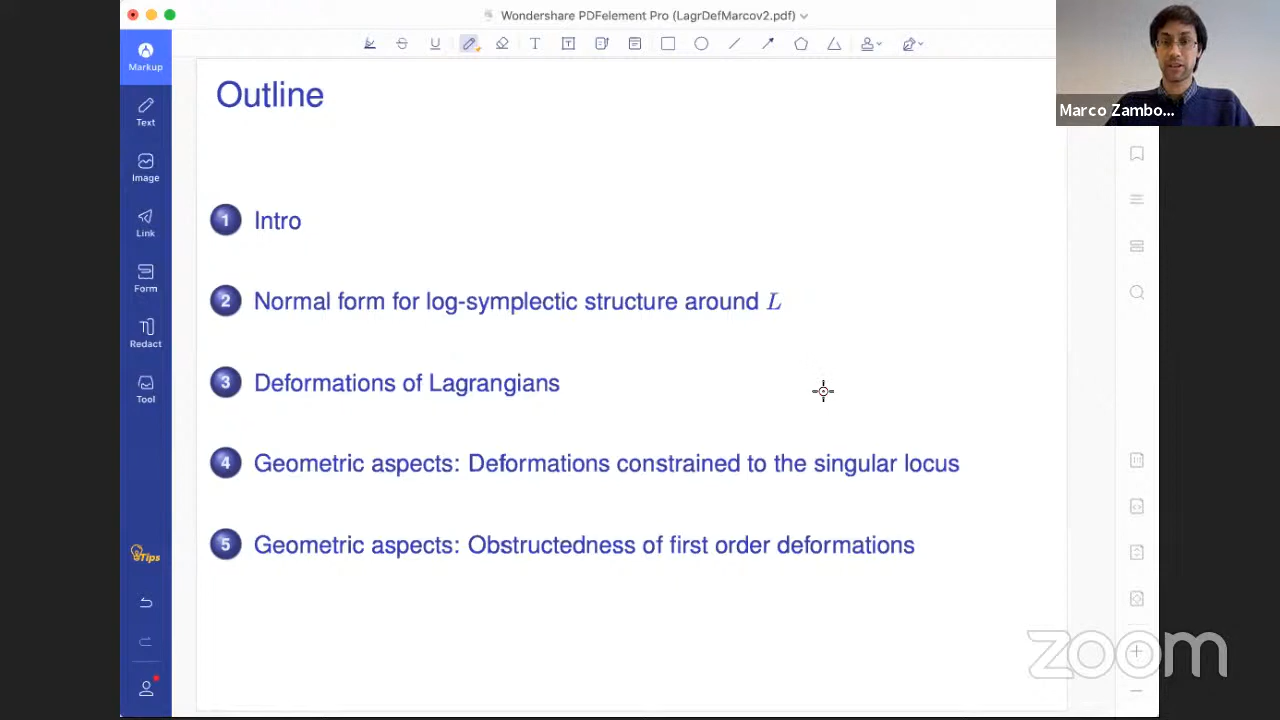 Wondershare PDFelement Pro (LagrDefMarcov2.pdf)
Markup
Text
Image
Link
Form
Redact
Tool
Tips
Outline
1 Intro
2 Normal form for log-symplectic structure around L
3 Deformations of Lagrangians
4 Geometric aspects: Deformations constrained to the singular locus
5 Geometric aspects: Obstructedness of first order deformations
Marco Zambo...
zoom